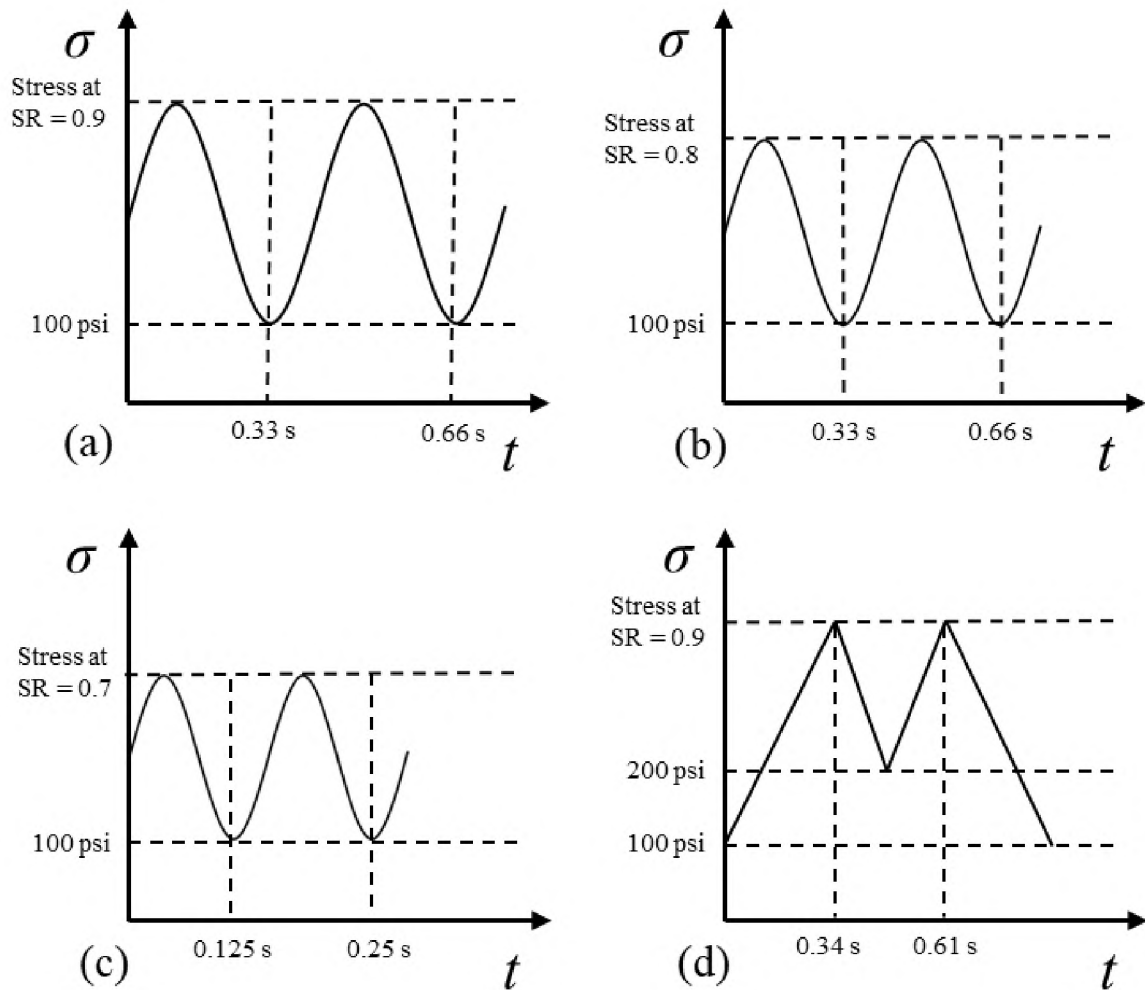 σ
Stress at
SR = 0.9
100 psi
0.33 s
0.66 s
(a)
t
σ
Stress at
SR = 0.8
100 psi
0.33 s
0.66 s
(b)
t
σ
Stress at
SR = 0.7
100 psi
0.125 s
0.25 s
(c)
t
σ
Stress at
SR = 0.9
200 psi
100 psi
0.34 s
0.61 s
(d)
t